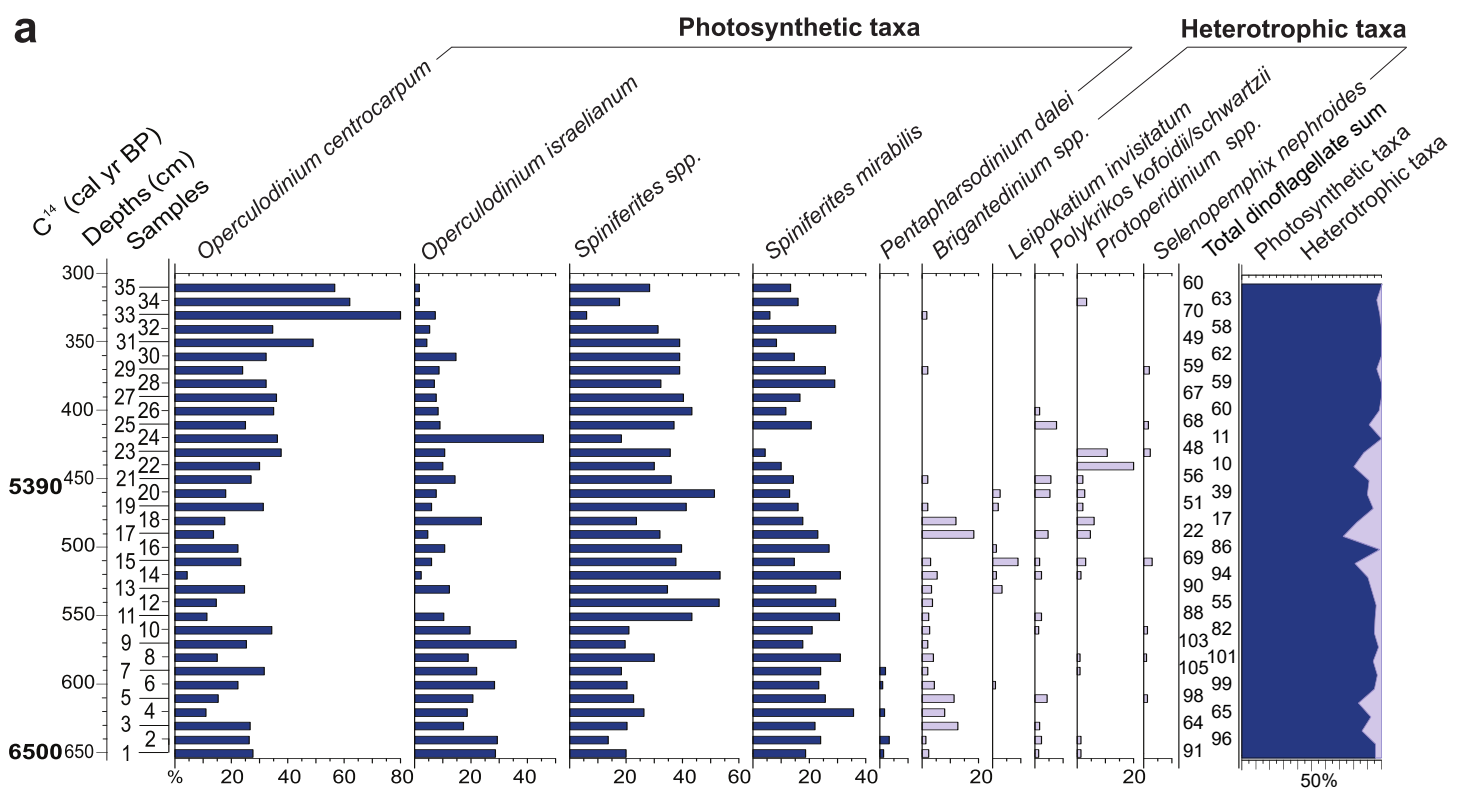 a
Photosynthetic taxa
Heterotrophic taxa
C¹⁴ (cal yr BP)
Depths (cm)
Samples
Operculodinium centrocarpum
Operculodinium israelianum
Spiniferites spp.
Spiniferites mirabilis
Pentapharsodinium dalei
Brigantedinium spp.
Leipokatium invisitatum
Polykrikos kofoidii/schwartzii
Protoperidinium spp.
Selenopemphix nephroides
Total dinoflagellate sum
Photosynthetic taxa
Heterotrophic taxa
300
35 60
34 63
33 70
32 58
350 31 49
30 62
29 59
28 59
27 67
400 26 60
25 68
24 11
23 48
22 10
5390 450 21 56
20 39
19 51
18 17
17 22
500 16 86
15 69
14 94
13 90
12 55
550 11 88
10 82
9 103
8 101
7 105
600 6 99
5 98
4 65
3 64
2 96
6500 650 1 91
% 20 40 60 80 20 40 20 40 60 20 40 20 20
50%